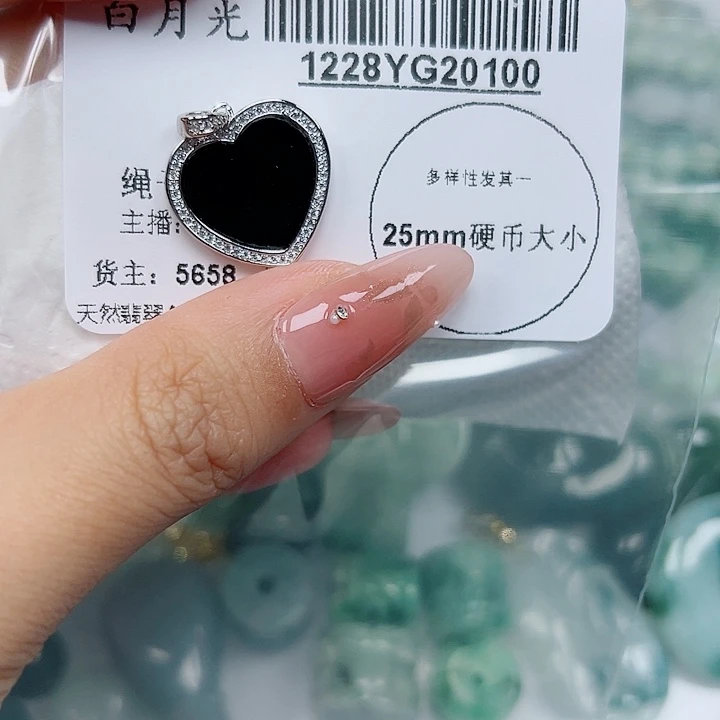 白月光
1228YG20100
绳
多样性发其一
主播:
25mm硬币大小
货主: 5658
天然翡翠